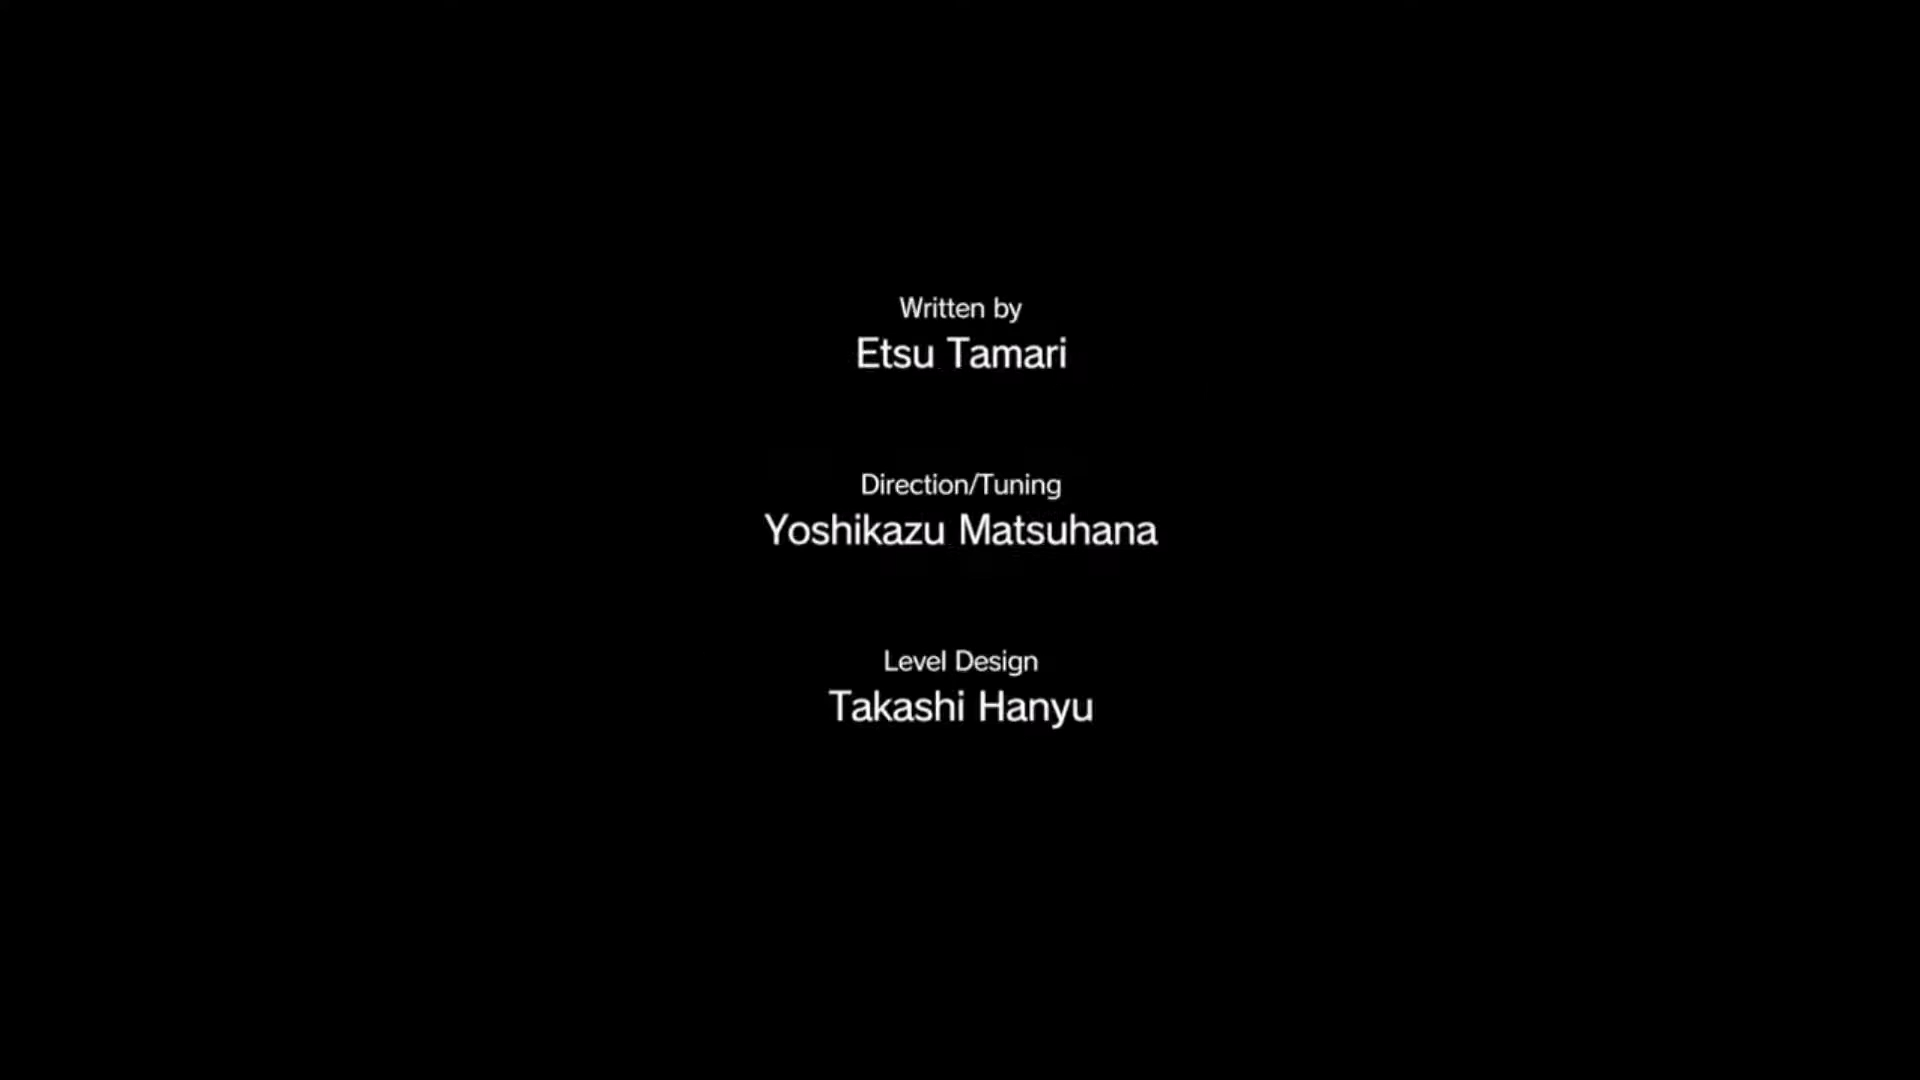 Written by
Etsu Tamari
Direction/Tuning
Yoshikazu Matsuhana
Level Design
Takashi Hanyu